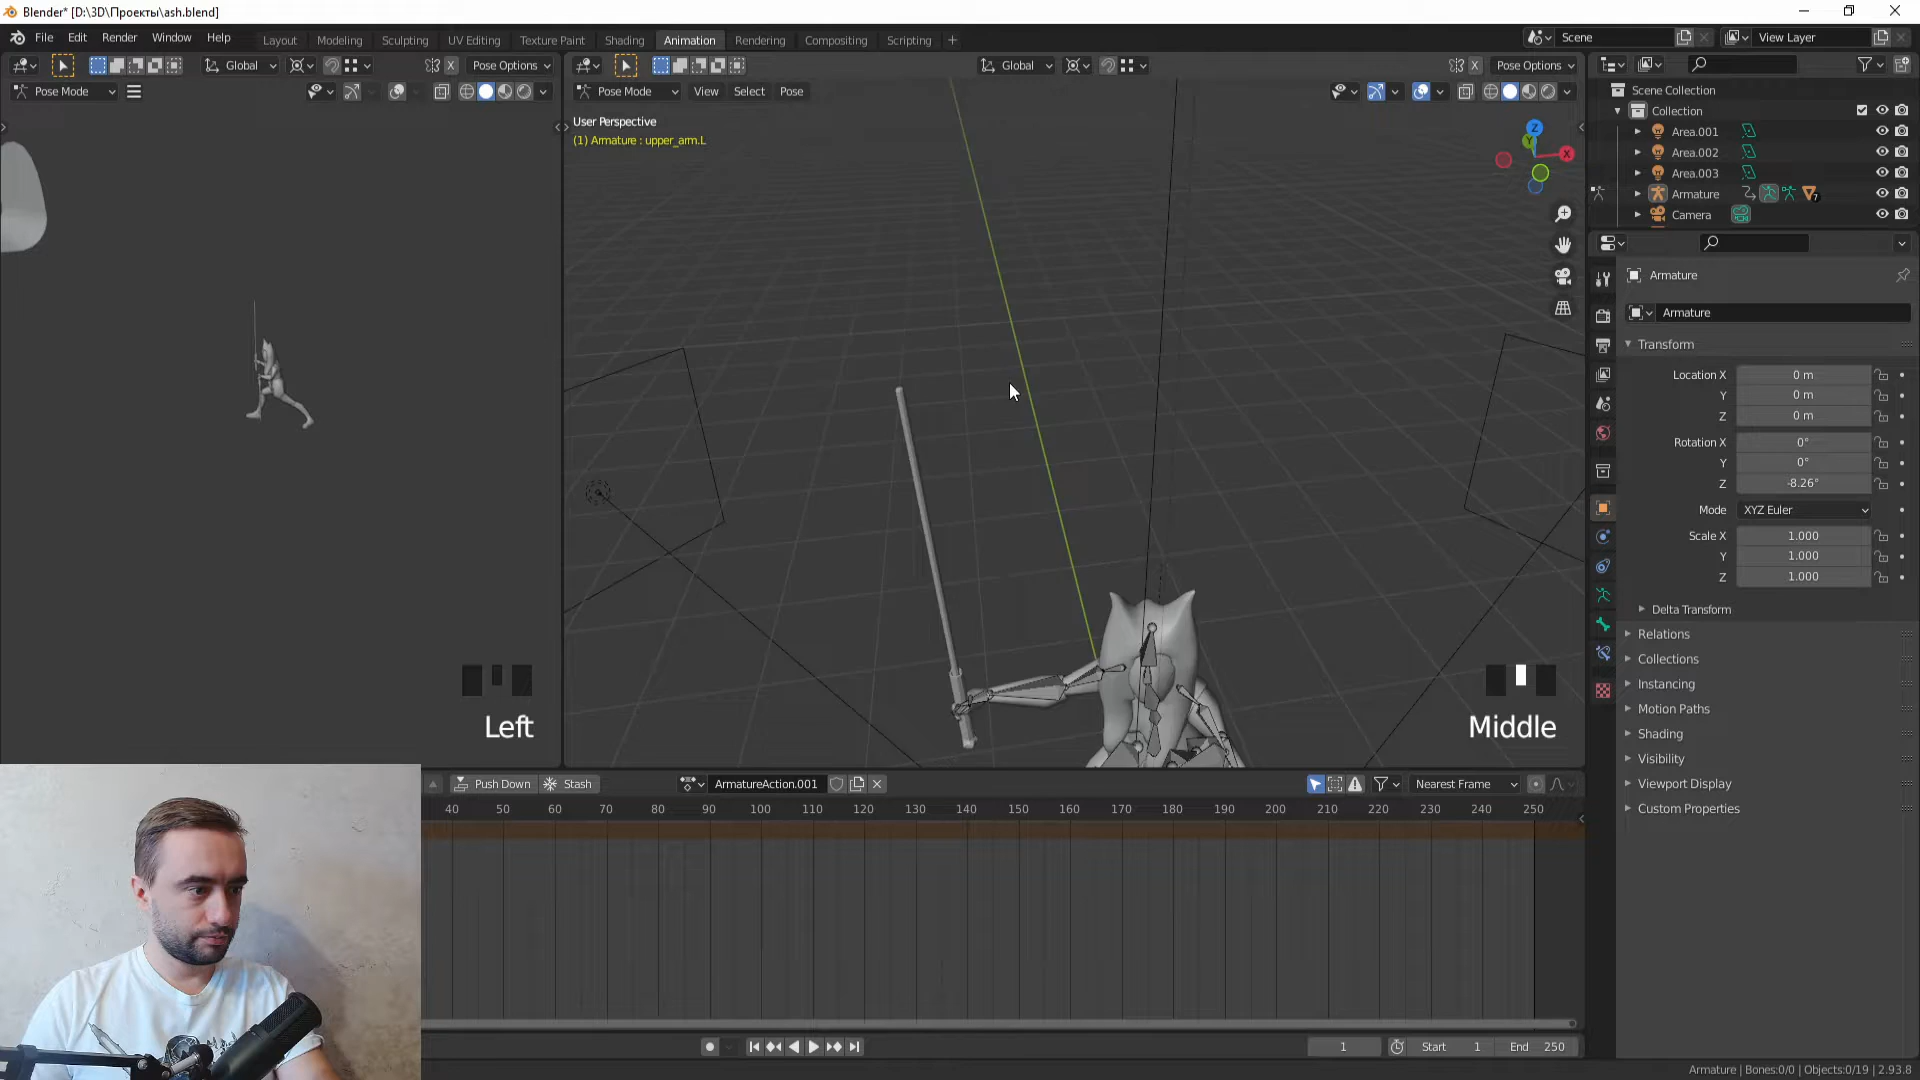 Blender* [D:\3D\Проекты\ash.blend]
File Edit Render Window Help Layout Modeling Sculpting UV Editing Texture Paint Shading Animation Rendering Compositing Scripting + Scene View Layer
Global Pose Options Global Pose Options
Pose Mode Pose Mode View Select Pose
User Perspective
(1) Armature : upper_arm.L
Z
Y
X
Scene Collection
Collection
Area.001
Area.002
Area.003
Armature 7
Camera
Armature
Armature
Transform
Location X 0 m
Y 0 m
Z 0 m
Rotation X 0°
Y 0°
Z -8.26°
Mode XYZ Euler
Scale X 1.000
Y 1.000
Z 1.000
Delta Transform
Relations
Collections
Instancing
Motion Paths
Shading
Visibility
Viewport Display
Custom Properties
Left
Middle
Push Down Stash ArmatureAction.001 Nearest Frame
40 50 60 70 80 90 100 110 120 130 140 150 160 170 180 190 200 210 220 230 240 250
1 Start 1 End 250
Armature | Bones:0/0 | Objects:0/19 | 2.93.8